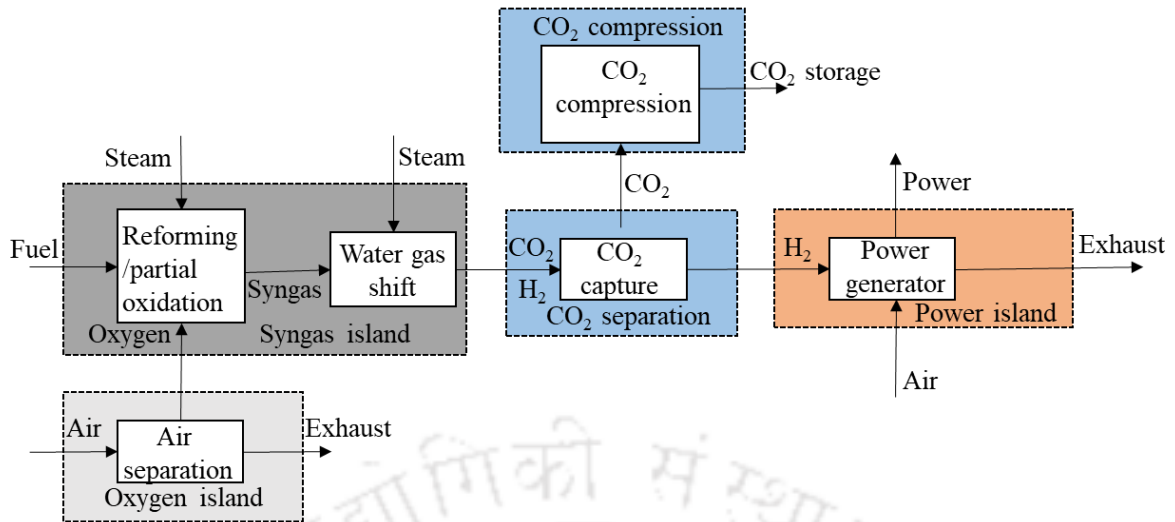 CO₂ compression
CO₂
compression
CO₂ storage
Steam
Steam
CO₂
Power
Fuel
Reforming
/partial
oxidation
Syngas
Water gas
shift
CO₂
H₂
CO₂
capture
H₂
Power
generator
Exhaust
Oxygen
Syngas island
CO₂ separation
Power island
Air
Air
Air
separation
Exhaust
Oxygen island